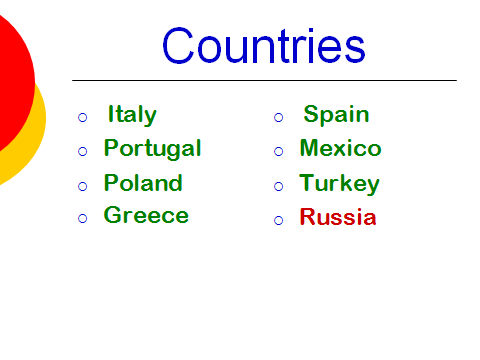 Countries
Italy
Portugal
Poland
Greece
Spain
Mexico
Turkey
Russia